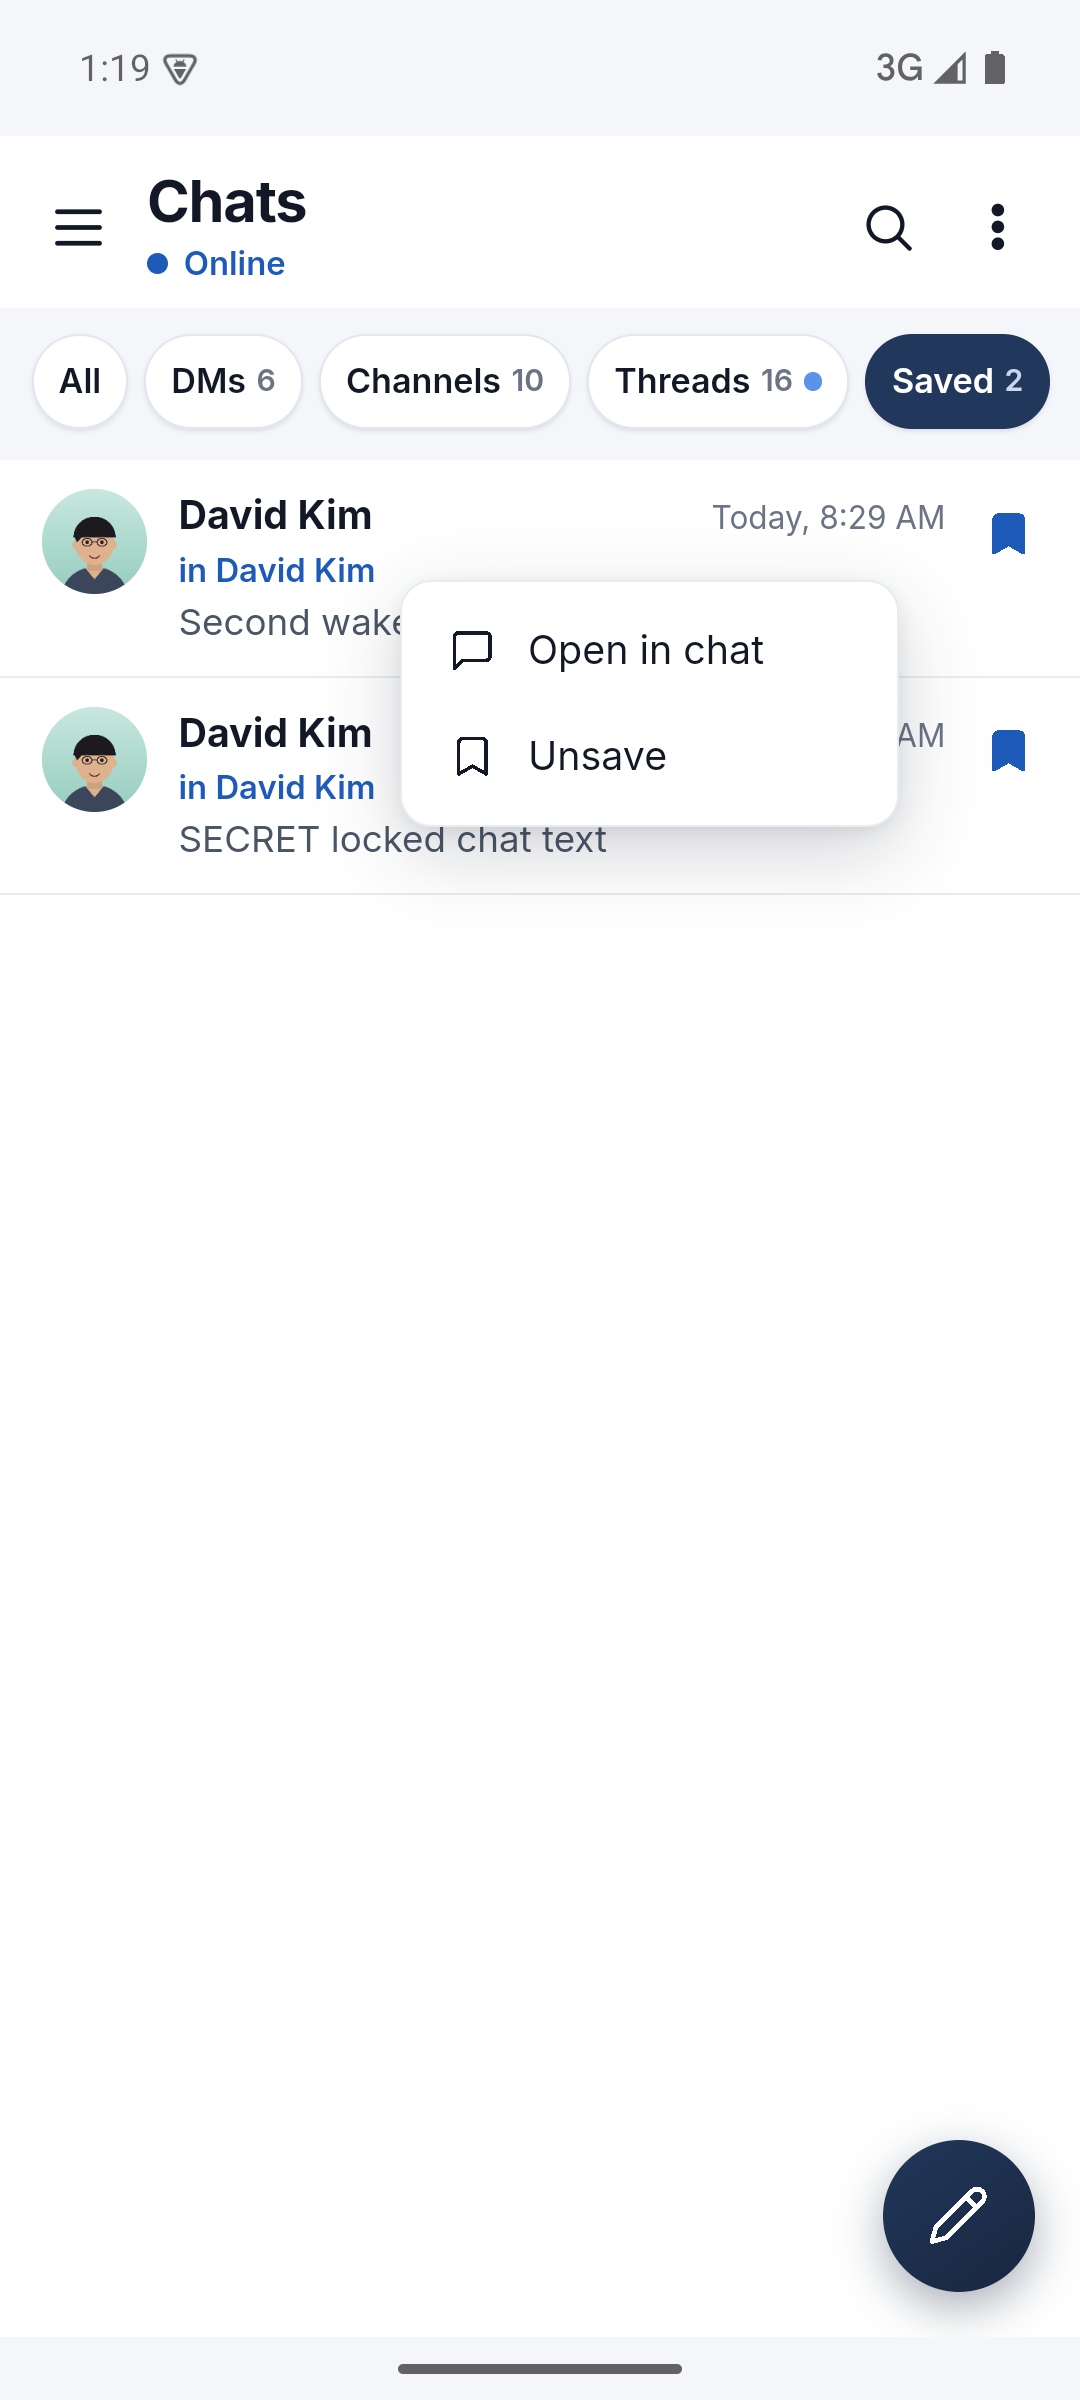 1:19
3G
Chats
Online
All
DMs 6
Channels 10
Threads 16
Saved 2
David Kim
Today, 8:29 AM
in David Kim
Second
Open in chat
David Kim
AM
Unsave
in David Kim
SECRET locked chat text